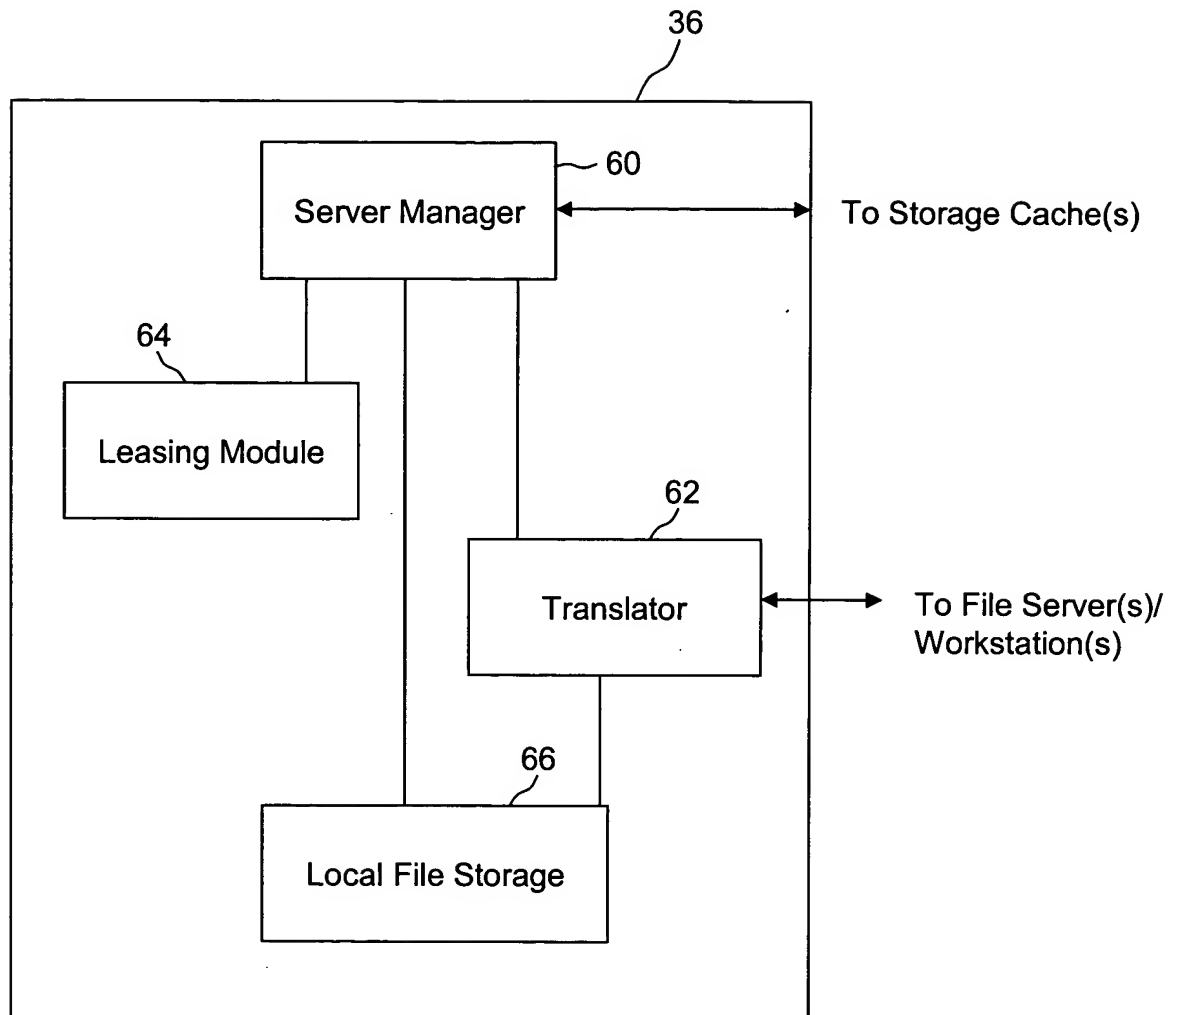 36
60
Server Manager
To Storage Cache(s)
64
Leasing Module
62
Translator
To File Server(s)/
Workstation(s)
66
Local File Storage